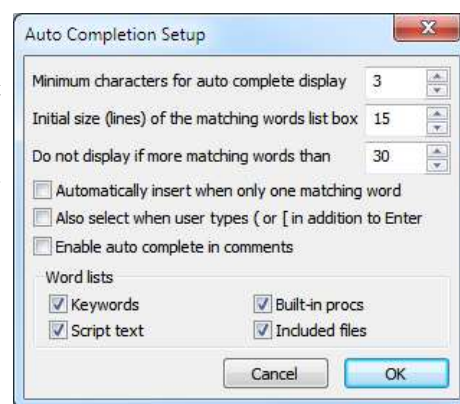 Auto Completion Setup
Minimum characters for auto complete display 3
Initial size (lines) of the matching words list box 15
Do not display if more matching words than 30
Automatically insert when only one matching word
Also select when user types ( or [ in addition to Enter
Enable auto complete in comments
Word lists
Keywords Built-in procs
Script text Included files
Cancel OK